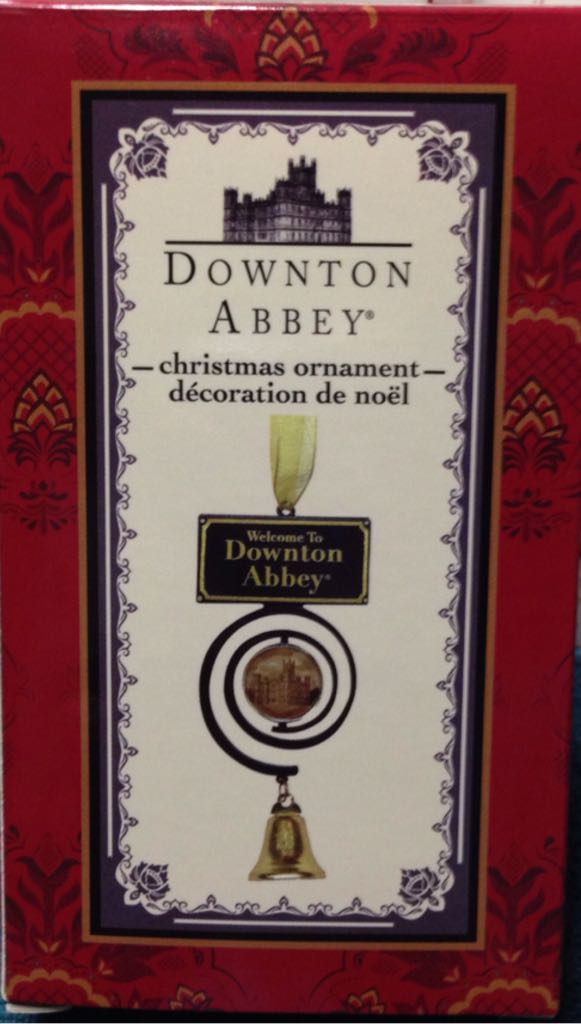 DOWNTON
ABBEY®
—christmas ornament—
décoration de noël
Welcome To
Downton
Abbey®